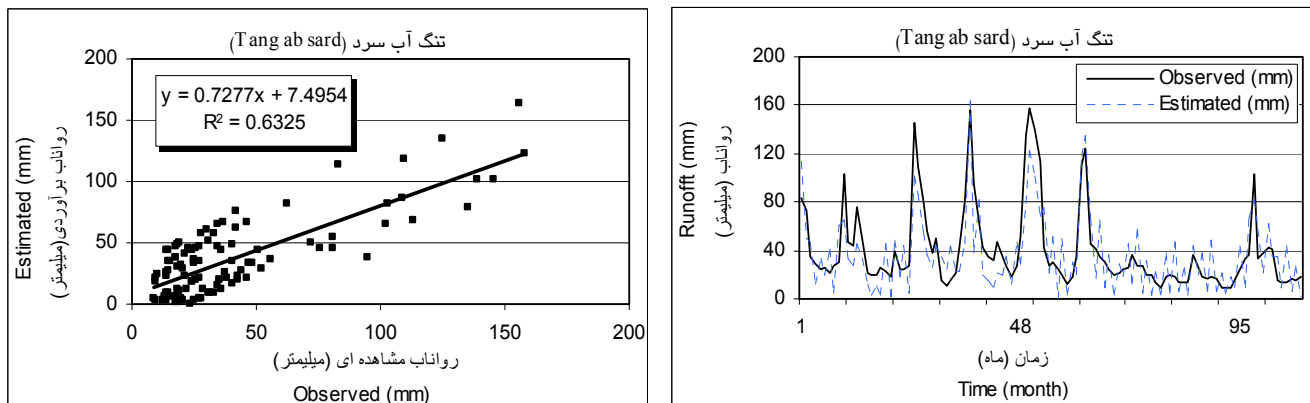 تنگ آب سرد (Tang ab sard)
200
150
100
50
0
y = 0.7277x + 7.4954
R² = 0.6325
Estimated (mm)
رواناب برآوردی(میلیمتر)
0 50 100 150 200
رواناب مشاهده ای (میلیمتر)
Observed (mm)
تنگ آب سرد (Tang ab sard)
200
160
120
80
40
0
Observed (mm)
Estimated (mm)
Runofft (mm)
رواناب (میلیمتر)
1 48 95
زمان (ماه)
Time (month)